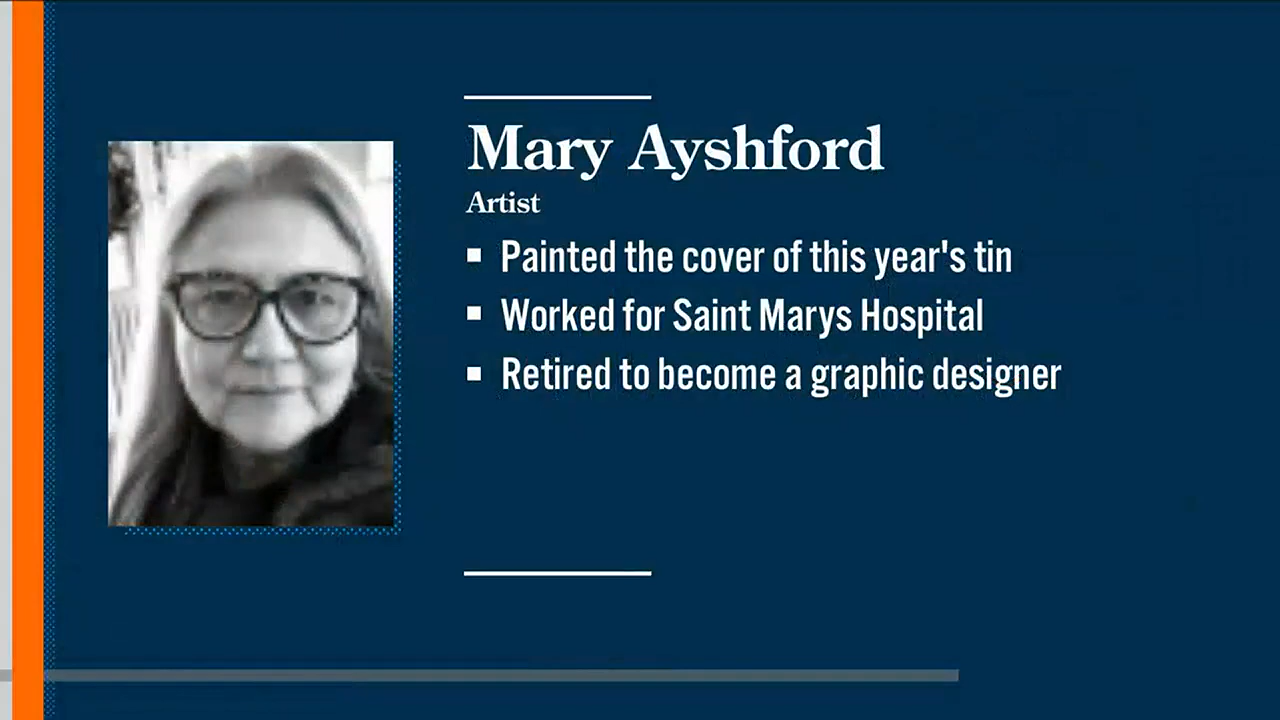 Mary Ayshford
Artist
▪ Painted the cover of this year's tin
▪ Worked for Saint Marys Hospital
▪ Retired to become a graphic designer